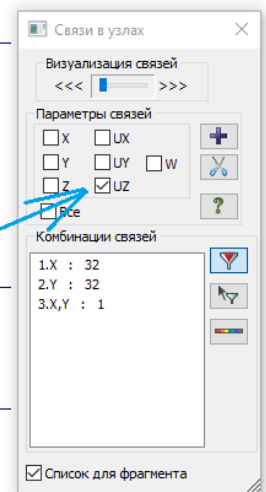 Связи в узлах
Визуализация связей
<<< >>>
Параметры связей
X UX
Y UY W
Z UZ
Все
?
Комбинации связей
1.X : 32
2.Y : 32
3.X,Y : 1
Список для фрагмента